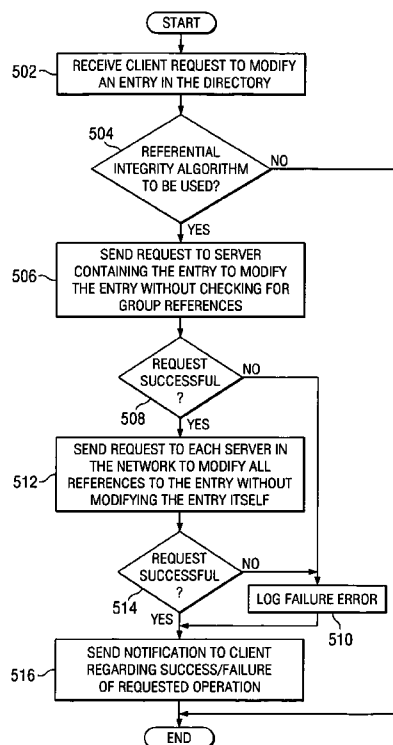 START
502
RECEIVE CLIENT REQUEST TO MODIFY
AN ENTRY IN THE DIRECTORY
504
REFERENTIAL
INTEGRITY ALGORITHM
TO BE USED?
NO
YES
506
SEND REQUEST TO SERVER
CONTAINING THE ENTRY TO MODIFY
THE ENTRY WITHOUT CHECKING FOR
GROUP REFERENCES
REQUEST
SUCCESSFUL
?
NO
508
YES
512
SEND REQUEST TO EACH SERVER IN
THE NETWORK TO MODIFY ALL
REFERENCES TO THE ENTRY WITHOUT
MODIFYING THE ENTRY ITSELF
REQUEST
SUCCESSFUL
?
NO
514
YES
LOG FAILURE ERROR
510
516
SEND NOTIFICATION TO CLIENT
REGARDING SUCCESS/FAILURE
OF REQUESTED OPERATION
END